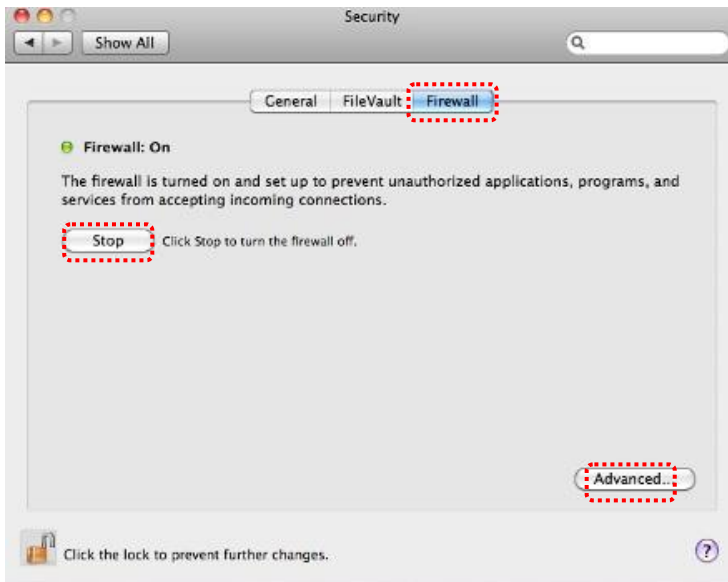 Security
Show All
General FileVault Firewall
Firewall: On
The firewall is turned on and set up to prevent unauthorized applications, programs, and
services from accepting incoming connections.
Stop Click Stop to turn the firewall off.
Advanced...
Click the lock to prevent further changes. ?